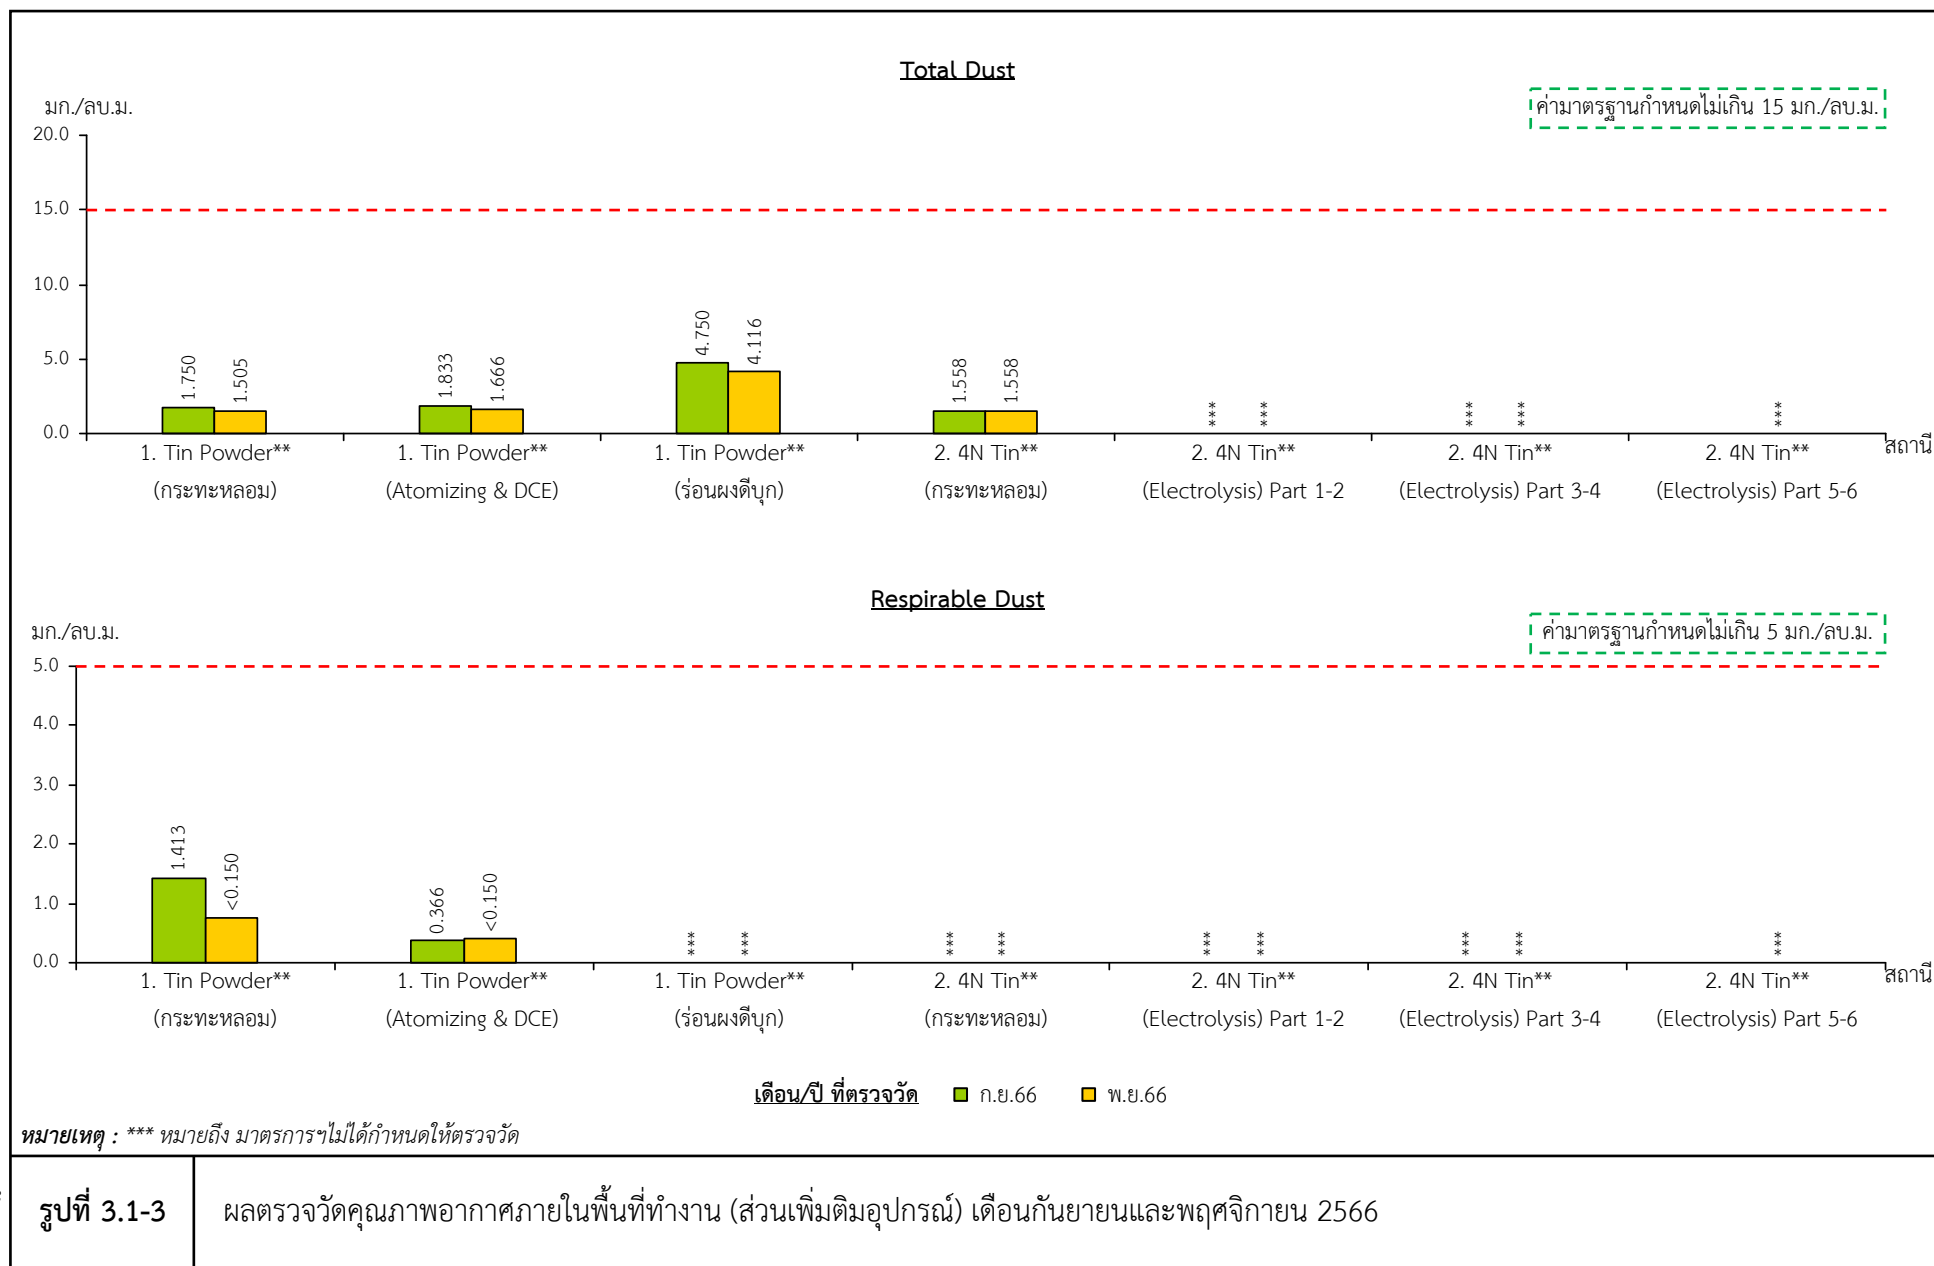 Total Dust
มก./ลบ.ม.
ค่ามาตรฐานกำหนดไม่เกิน 15 มก./ลบ.ม.
20.0
15.0
10.0
5.0
0.0
1.750 1.505 1.833 1.666 4.750 4.116 1.558 1.558 *** *** *** *** ***
1. Tin Powder** 1. Tin Powder** 1. Tin Powder** 2. 4N Tin** 2. 4N Tin** 2. 4N Tin** 2. 4N Tin** สถานี
(กระทะหลอม) (Atomizing & DCE) (ร่อนผงดีบุก) (กระทะหลอม) (Electrolysis) Part 1-2 (Electrolysis) Part 3-4 (Electrolysis) Part 5-6
Respirable Dust
มก./ลบ.ม.
ค่ามาตรฐานกำหนดไม่เกิน 5 มก./ลบ.ม.
5.0
4.0
3.0
2.0
1.0
0.0
1.413 <0.150 0.366 <0.150 *** *** *** *** *** *** *** *** ***
1. Tin Powder** 1. Tin Powder** 1. Tin Powder** 2. 4N Tin** 2. 4N Tin** 2. 4N Tin** 2. 4N Tin** สถานี
(กระทะหลอม) (Atomizing & DCE) (ร่อนผงดีบุก) (กระทะหลอม) (Electrolysis) Part 1-2 (Electrolysis) Part 3-4 (Electrolysis) Part 5-6
เดือน/ปี ที่ตรวจวัด ก.ย.66 พ.ย.66
หมายเหตุ : *** หมายถึง มาตรการฯไม่ได้กำหนดให้ตรวจวัด
รูปที่ 3.1-3 ผลตรวจวัดคุณภาพอากาศภายในพื้นที่ทำงาน (ส่วนเพิ่มติมอุปกรณ์) เดือนกันยายนและพฤศจิกายน 2566